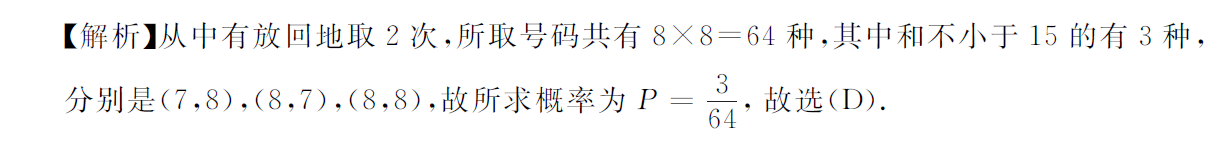 【解析】从中有放回地取 2 次,所取号码共有 8×8=64 种,其中和不小于 15 的有 3 种,
分别是(7,8),(8,7),(8,8),故所求概率为 P = 3/64, 故选(D).